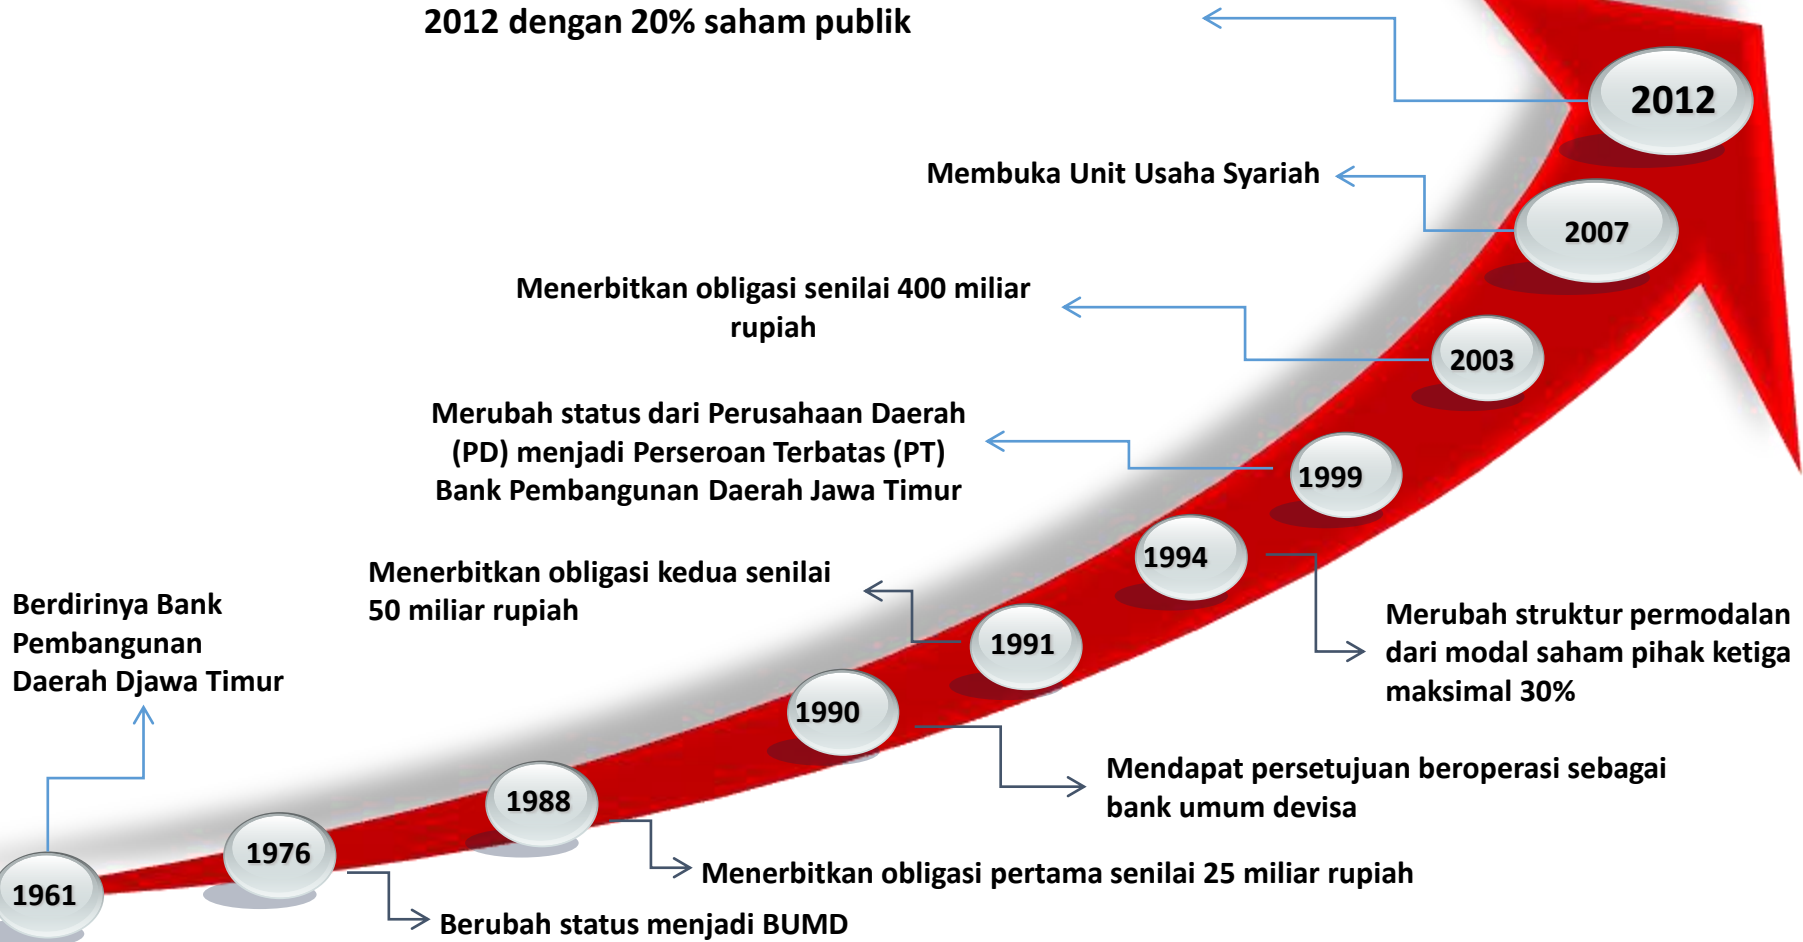 2012 dengan 20% saham publik
2012
Membuka Unit Usaha Syariah
2007
Menerbitkan obligasi senilai 400 miliar
rupiah
2003
Merubah status dari Perusahaan Daerah
(PD) menjadi Perseroan Terbatas (PT)
Bank Pembangunan Daerah Jawa Timur
1999
1994
Merubah struktur permodalan
dari modal saham pihak ketiga
maksimal 30%
Menerbitkan obligasi kedua senilai
50 miliar rupiah
1991
1990
Mendapat persetujuan beroperasi sebagai
bank umum devisa
Berdirinya Bank
Pembangunan
Daerah Djawa Timur
1988
Menerbitkan obligasi pertama senilai 25 miliar rupiah
1976
Berubah status menjadi BUMD
1961